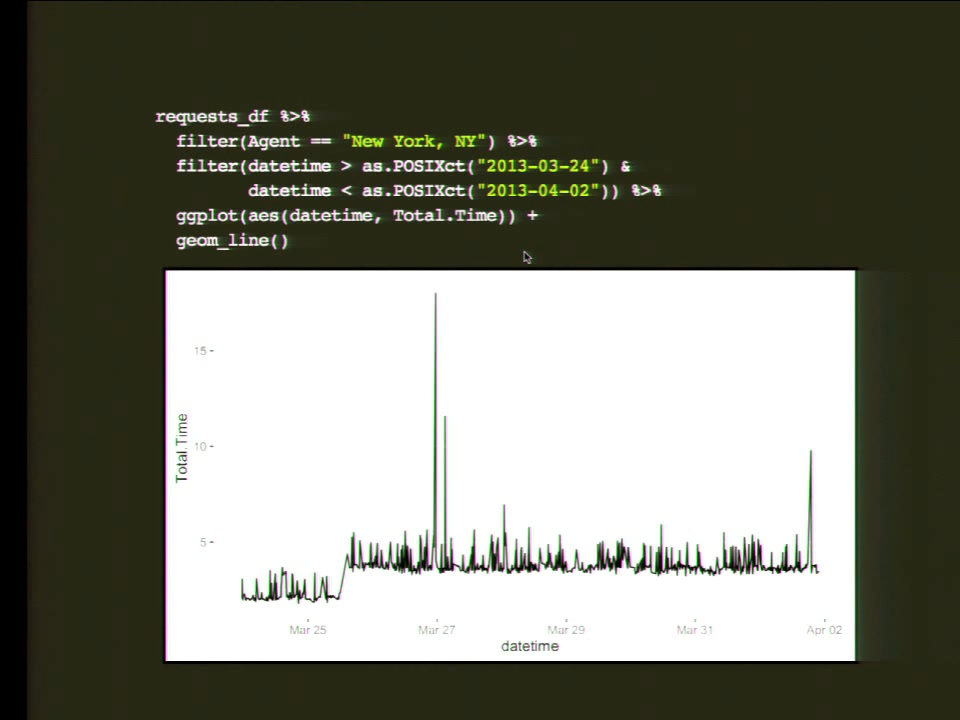 requests_df %>%
filter(Agent == "New York, NY") %>%
filter(datetime > as.POSIXct("2013-03-24") &
datetime < as.POSIXct("2013-04-02")) %>%
ggplot(aes(datetime, Total.Time)) +
geom_line()
15
10
5
Total.Time
Mar 25
Mar 27
Mar 29
Mar 31
Apr 02
datetime